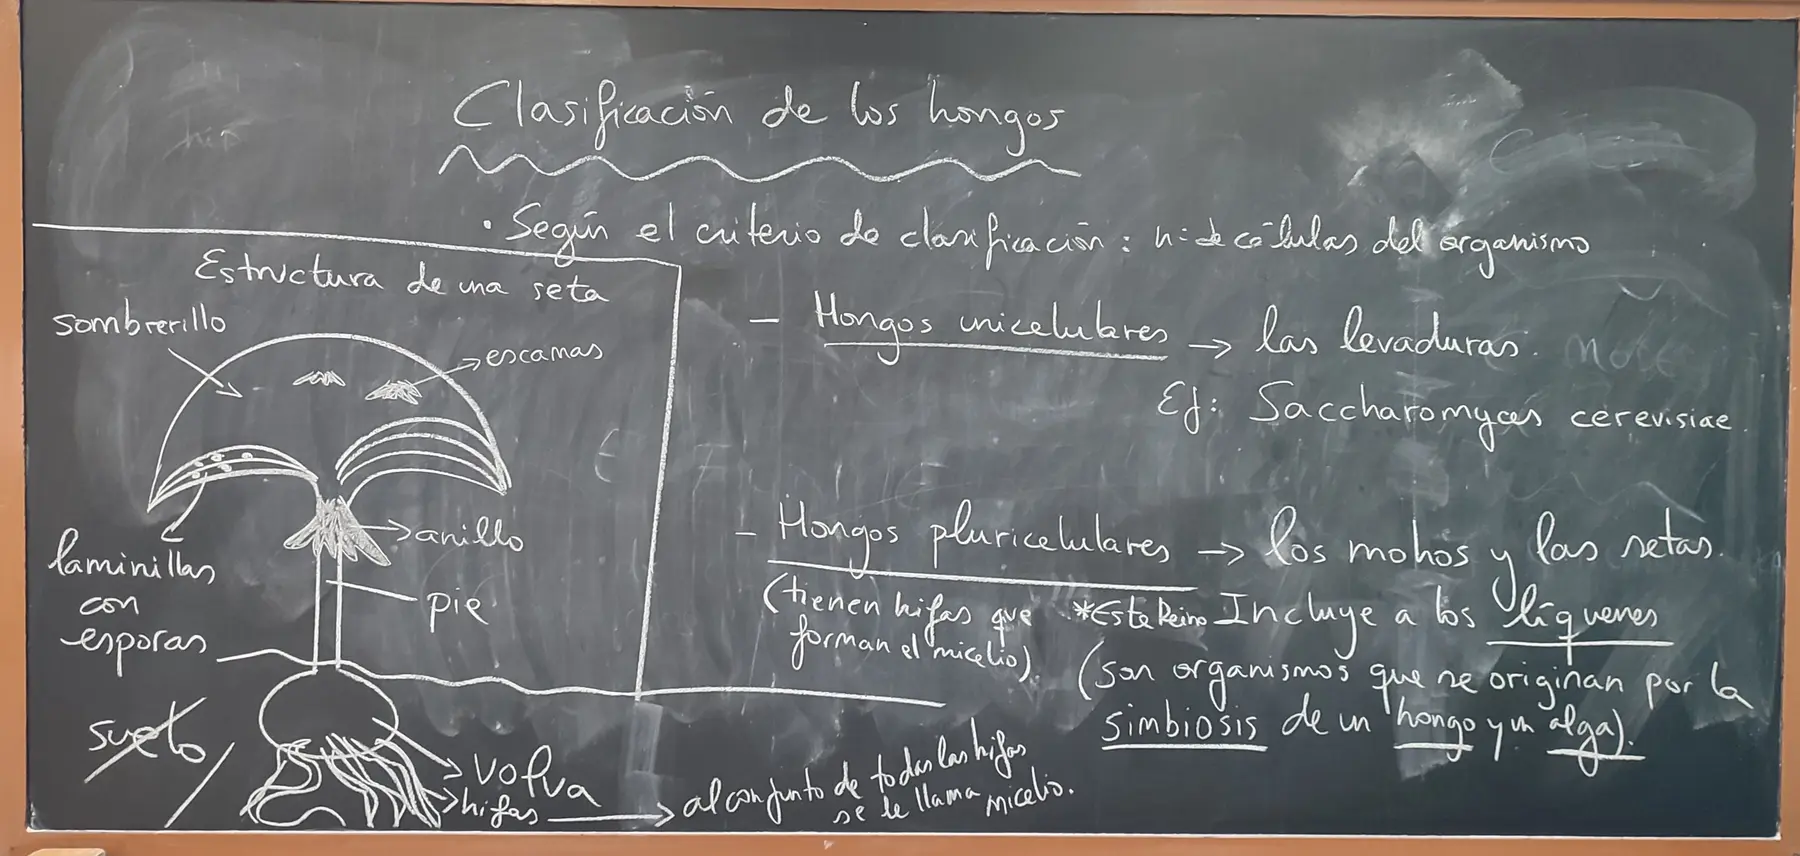 Clasificación de los hongos
· Según el criterio de clasificación: nº de células del organismo
Estructura de una seta
sombrerillo
escamas
anillo
laminillas
con
esporas
pie
suelo
volva
hifas → al conjunto de todas las hifas
se le llama micelio.
- Hongos unicelulares → las levaduras.
Ej: Saccharomyces cerevisiae.
- Hongos pluricelulares → los mohos y las setas.
(tienen hifas que
forman el micelio).
*Este Reino Incluye a los líquenes
(son organismos que se originan por la
simbiosis de un hongo y un alga).